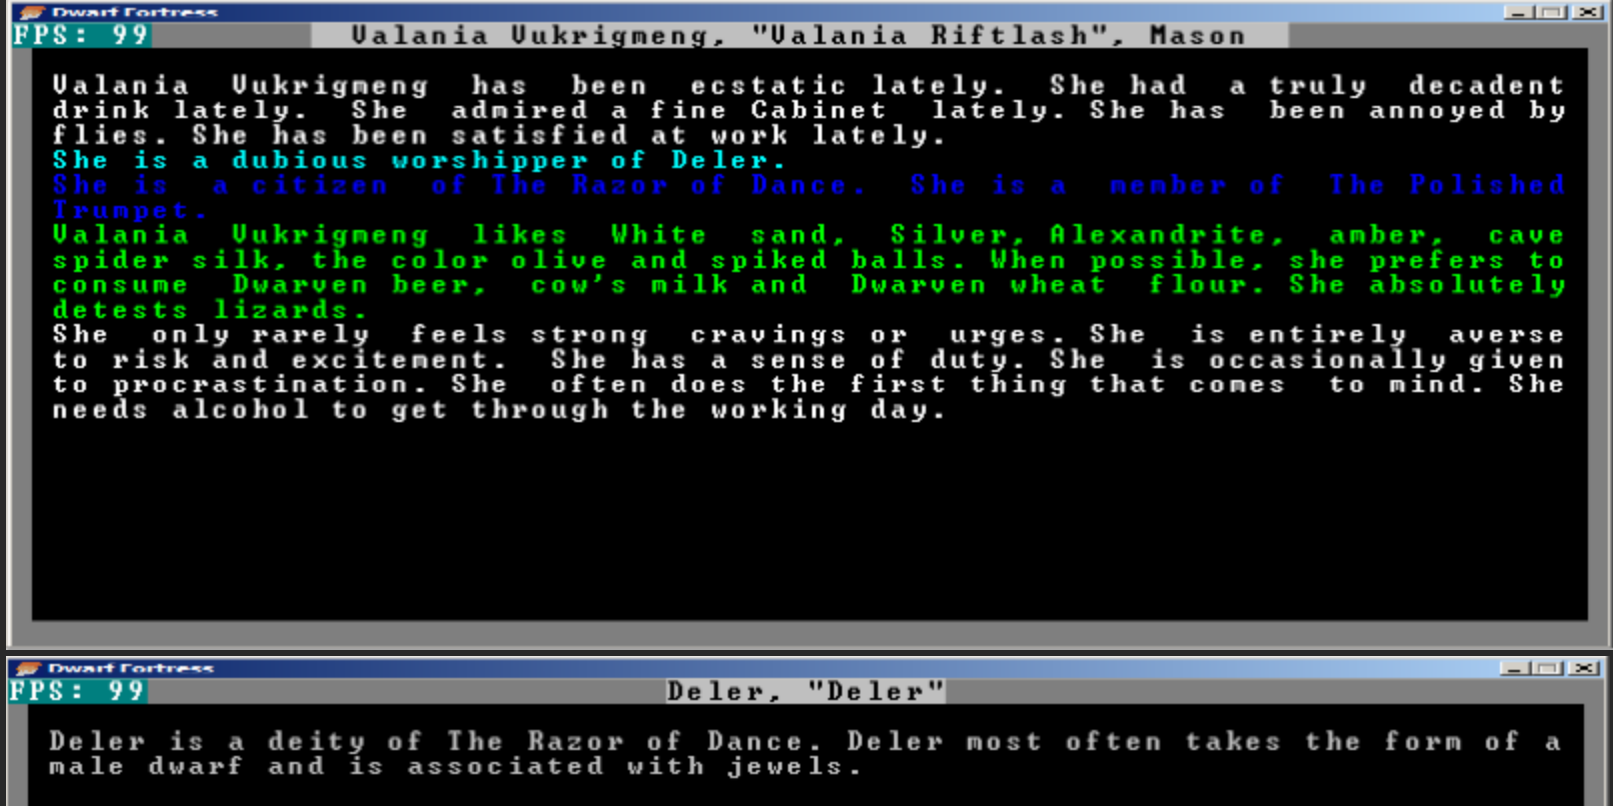 Dwarf Fortress
FPS: 99 Valania Vukrigmeng, "Valania Riftlash", Mason
Valania Vukrigmeng has been ecstatic lately. She had a truly decadent
drink lately. She admired a fine Cabinet lately. She has been annoyed by
flies. She has been satisfied at work lately.
She is a dubious worshipper of Deler.
She is a citizen of The Razor of Dance. She is a member of The Polished
Trumpet.
Valania Vukrigmeng likes White sand, Silver, Alexandrite, amber, cave
spider silk, the color olive and spiked balls. When possible, she prefers to
consume Dwarven beer, cow's milk and Dwarven wheat flour. She absolutely
detests lizards.
She only rarely feels strong cravings or urges. She is entirely averse
to risk and excitement. She has a sense of duty. She is occasionally given
to procrastination. She often does the first thing that comes to mind. She
needs alcohol to get through the working day.
Dwarf Fortress
FPS: 99 Deler, "Deler"
Deler is a deity of The Razor of Dance. Deler most often takes the form of a
male dwarf and is associated with jewels.